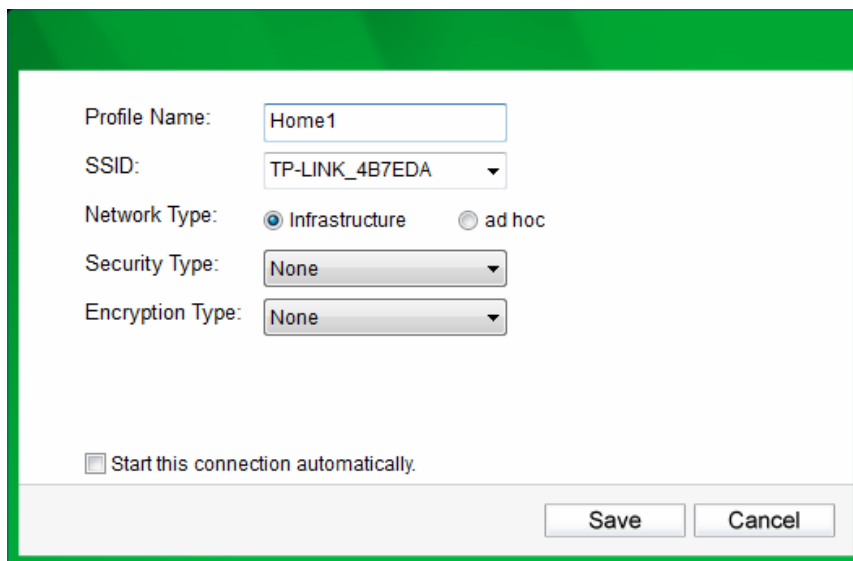 Profile Name: Home1
SSID: TP-LINK_4B7EDA
Network Type: Infrastructure ad hoc
Security Type: None
Encryption Type: None
Start this connection automatically.
Save Cancel